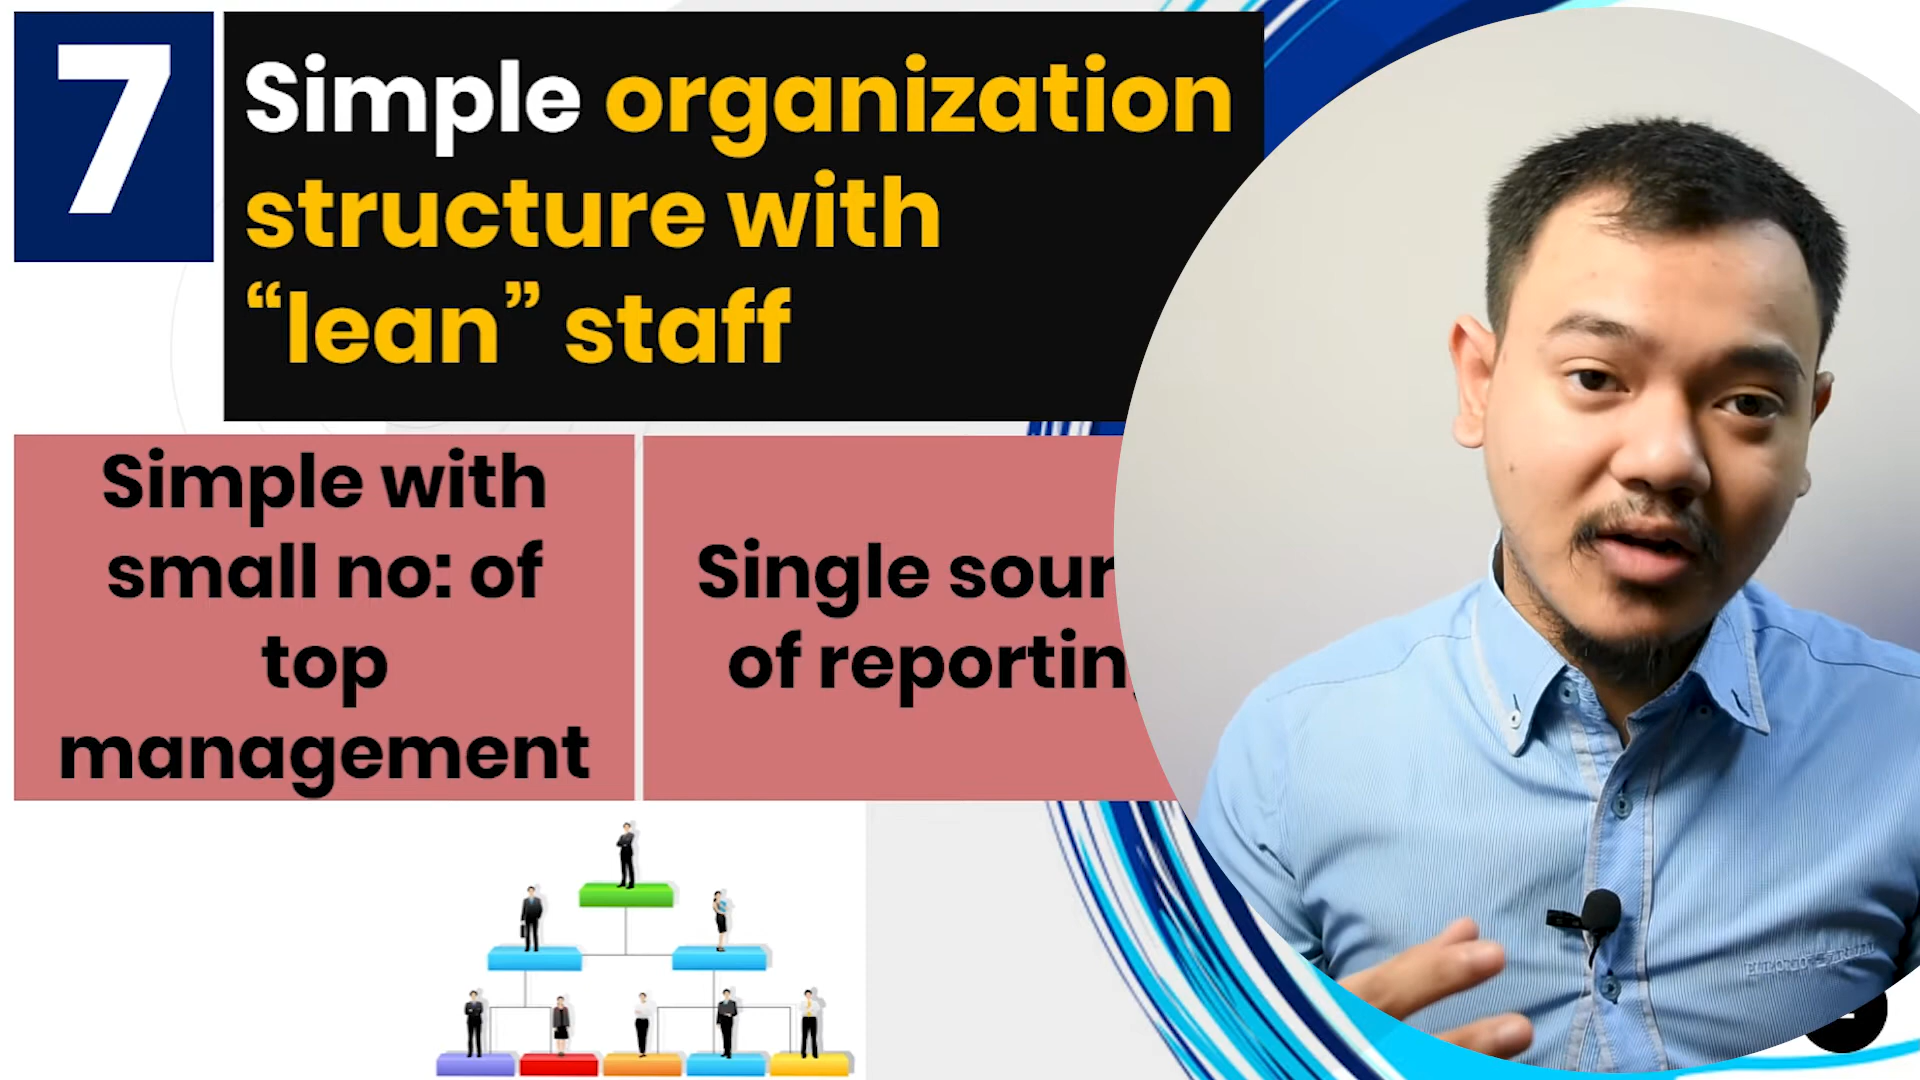 7
Simple organization
structure with
“lean” staff
Simple with
small no: of
top
management
Single sour
of reportin